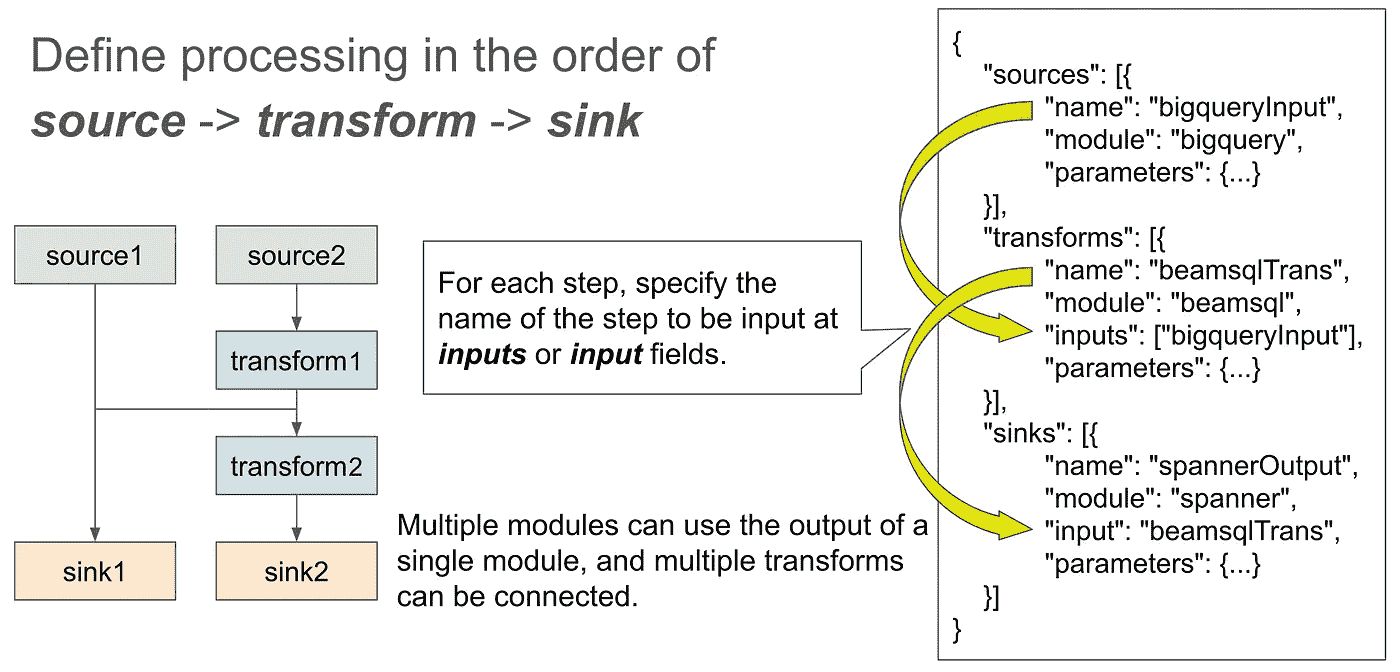 Define processing in the order of
source -> transform -> sink
source1
source2
transform1
transform2
sink1
sink2
For each step, specify the
name of the step to be input at
inputs or input fields.
Multiple modules can use the output of a
single module, and multiple transforms
can be connected.
{
"sources": [{
"name": "bigqueryInput",
"module": "bigquery",
"parameters": {...}
}],
"transforms": [{
"name": "beamsqlTrans",
"module": "beamsql",
"inputs": ["bigqueryInput"],
"parameters": {...}
}],
"sinks": [{
"name": "spannerOutput",
"module": "spanner",
"input": "beamsqlTrans",
"parameters": {...}
}]
}